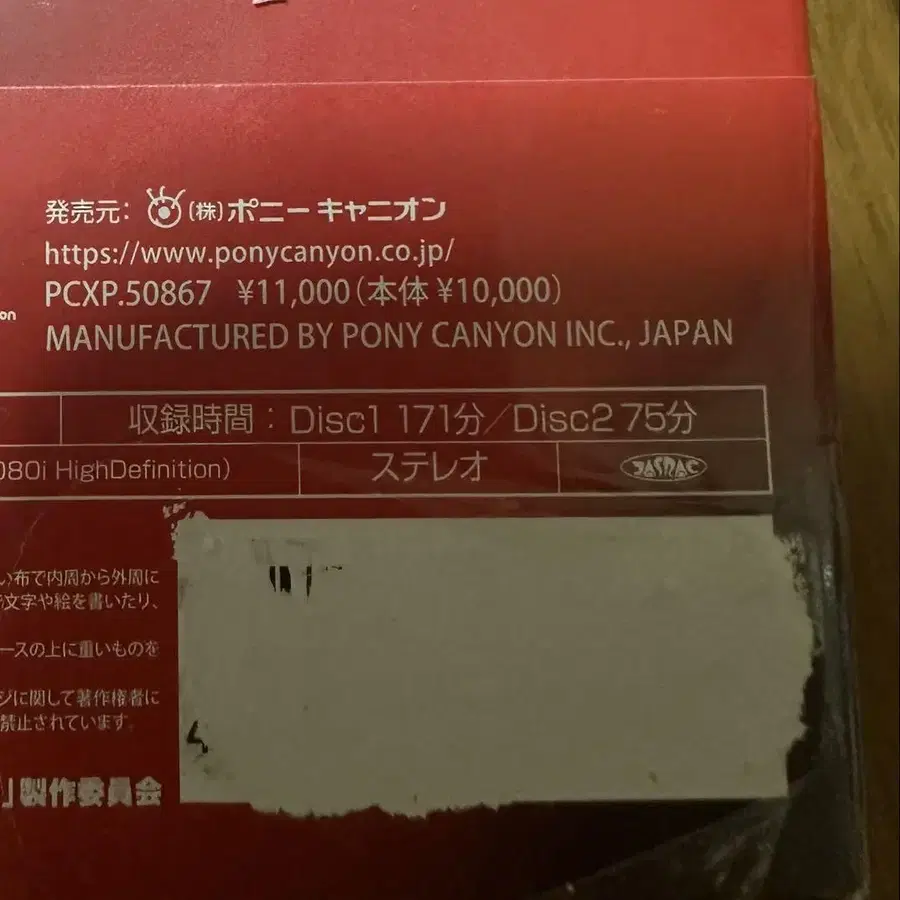 発売元: (株)ポニーキャニオン
https://www.ponycanyon.co.jp/
PCXP.50867 ¥11,000(本体 ¥10,000)
on
MANUFACTURED BY PONY CANYON INC., JAPAN
収録時間:Disc1 171分/Disc2 75分
080i HighDefinition)
ステレオ
JASRAC
い布で内周から外周に
文字や絵を書いたり、
ースの上に重いものを
ジに関して著作権者に
禁止されています。
」製作委員会